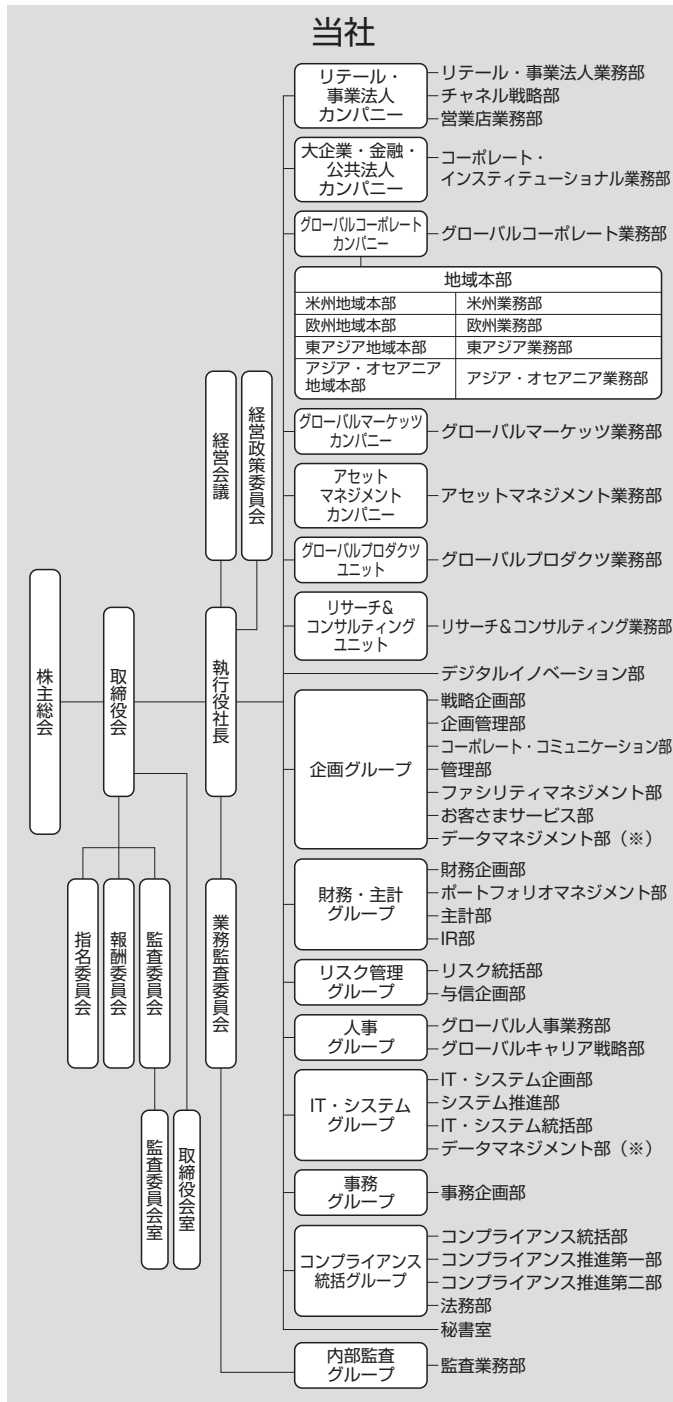 当社
リテール・
事業法人
カンパニー
リテール・事業法人業務部
チャネル戦略部
営業店業務部
大企業・金融・
公共法人
カンパニー
コーポレート・
インスティテューショナル業務部
グローバルコーポレート
カンパニー
グローバルコーポレート業務部
地域本部
米州地域本部
米州業務部
欧州地域本部
欧州業務部
東アジア地域本部
東アジア業務部
アジア・オセアニア
地域本部
アジア・オセアニア業務部
グローバルマーケッツ
カンパニー
グローバルマーケッツ業務部
アセット
マネジメント
カンパニー
アセットマネジメント業務部
グローバルプロダクツ
ユニット
グローバルプロダクツ業務部
リサーチ&
コンサルティング
ユニット
リサーチ&コンサルティング業務部
デジタルイノベーション部
株主総会
取締役会
執行役社長
経営会議
経営政策委員会
企画グループ
戦略企画部
企画管理部
コーポレート・コミュニケーション部
管理部
ファシリティマネジメント部
お客さまサービス部
データマネジメント部（※）
財務・主計
グループ
財務企画部
ポートフォリオマネジメント部
主計部
IR部
指名委員会
報酬委員会
監査委員会
業務監査委員会
監査委員会室
取締役会室
リスク管理
グループ
リスク統括部
与信企画部
人事
グループ
グローバル人事業務部
グローバルキャリア戦略部
IT・システム
グループ
IT・システム企画部
システム推進部
IT・システム統括部
データマネジメント部（※）
事務
グループ
事務企画部
コンプライアンス
統括グループ
コンプライアンス統括部
コンプライアンス推進第一部
コンプライアンス推進第二部
法務部
秘書室
内部監査
グループ
監査業務部